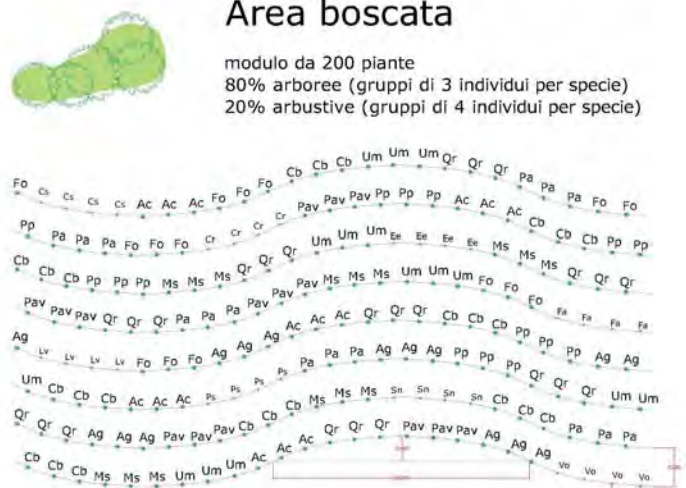 Area boscata
modulo da 200 piante
80% arboree (gruppi di 3 individui per specie)
20% arbustive (gruppi di 4 individui per specie)
Fo Cs Cs Cs Cs Ac Ac Ac Fo Fo Fo Cb Cb Cb Um Um Um Qr Qr Qr Pa Pa Pa Fo Fo
Pp Pa Pa Pa Fo Fo Fo Cr Cr Cr Cr Pav Pav Pav Pp Pp Pp Ac Ac Ac Cb Cb Cb Pp Pp
Cb Cb Cb Pp Pp Pp Ms Ms Ms Qr Qr Qr Um Um Um Ee Ee Ee Ee Ms Ms Ms Qr Qr Qr
Pav Pav Pav Qr Qr Qr Pa Pa Pa Pav Pav Pav Ms Ms Ms Um Um Um Fo Fo Fo Fa Fa Fa Fa
Ag Lv Lv Lv Lv Fo Fo Fo Ag Ag Ag Ac Ac Ac Qr Qr Qr Cb Cb Cb Pp Pp Pp Ag Ag
Um Cb Cb Cb Ac Ac Ac Ps Ps Ps Ps Pa Pa Pa Ag Ag Ag Pp Pp Pp Qr Qr Qr Um Um
Qr Qr Qr Ag Ag Ag Pav Pav Pav Cb Cb Cb Ms Ms Ms Sn Sn Sn Sn Cb Cb Cb Pa Pa Pa
Cb Cb Cb Ms Ms Ms Um Um Um Ac Ac Ac Qr Qr Qr Pav Pav Pav Ag Ag Ag Vo Vo Vo Vo